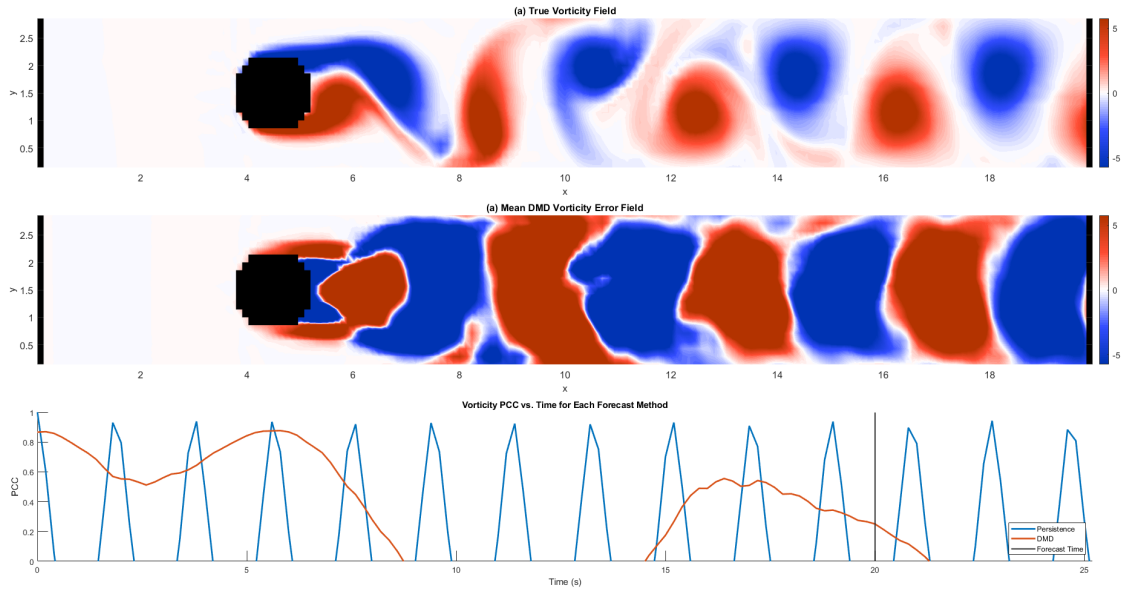 (a) True Vorticity Field
2.5
2
1.5
1
0.5
y
2 4 6 8 10 12 14 16 18
x
5
0
-5
(a) Mean DMD Vorticity Error Field
2.5
2
1.5
1
0.5
y
2 4 6 8 10 12 14 16 18
x
5
0
-5
Vorticity PCC vs. Time for Each Forecast Method
1
0.8
0.6
0.4
0.2
0
PCC
Persistence
DMD
Forecast Time
0 5 10 15 20 25
Time (s)